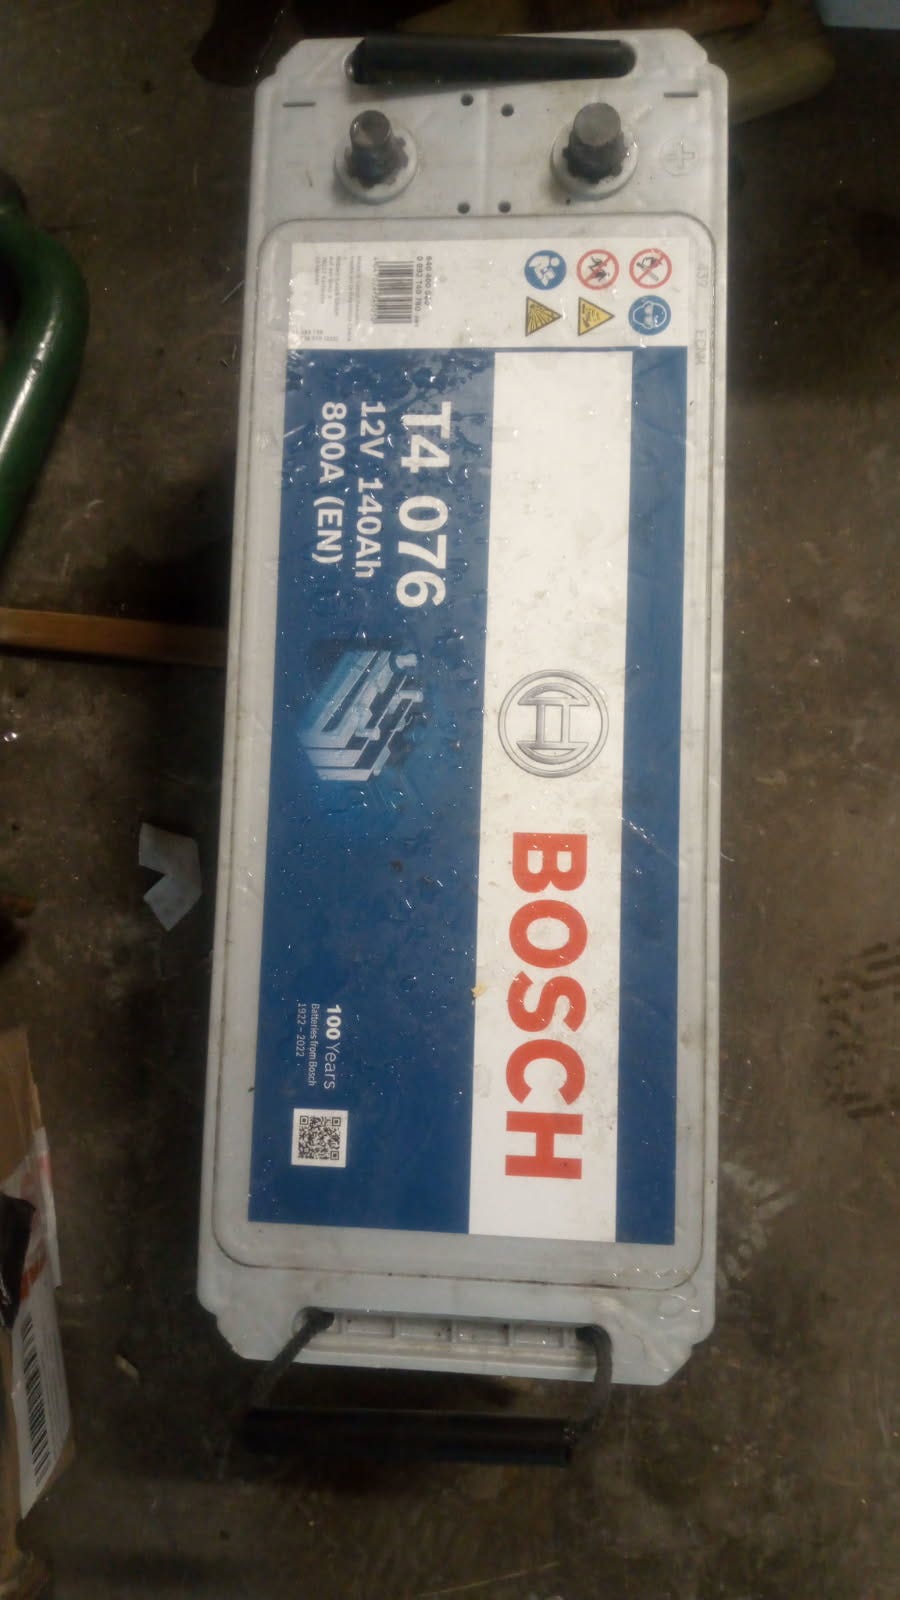 T4 076
12V 140Ah
800A (EN)
BOSCH
100 Years
Batteries from Bosch
1922 – 2022